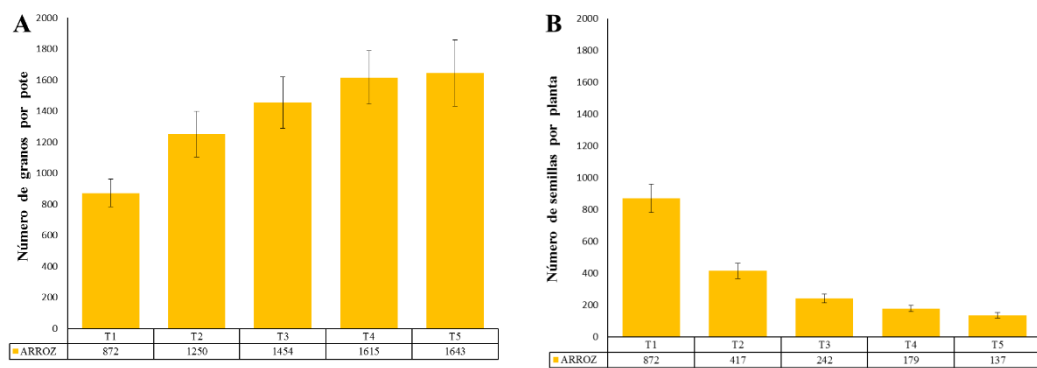 A
Número de granos por pote
2000
1800
1600
1400
1200
1000
800
600
400
200
0
T1 T2 T3 T4 T5
ARROZ 872 1250 1454 1615 1643
B
Número de semillas por planta
2000
1800
1600
1400
1200
1000
800
600
400
200
0
T1 T2 T3 T4 T5
ARROZ 872 417 242 179 137